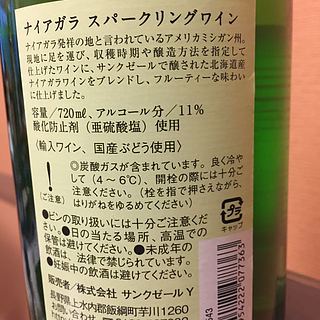 ナイアガラ スパークリングワイン
ナイアガラ発祥の地と言われているアメリカミシガン州。
現地に足を運び、収穫時期や醸造方法を指定して
仕上げたワインに、サンクゼールで醸された北海道産
ナイアガラワインをブレンドし、フルーティーな味わい
に仕上げました。
容量/720mℓ、アルコール分/11%
酸化防止剤(亜硫酸塩)使用
(輸入ワイン、国産ぶどう使用)
!
(ご注意)
◎炭酸ガスが含まれています。良く冷や
して(4〜6℃)、開栓の際には十分ご
注意ください。(栓を指で押さえながら、
はりがねをゆるめてください)
プラ
キャップ
●ビンの取り扱いには十分ご注意
ください。●日の当たる場所、高温での
保管は避けてください。●未成年の
飲酒は、法律で禁じられています。
●妊娠中の飲酒は避けてください。
販売者/株式会社 サンクゼールY
長野県上水内郡飯綱町芋川1260